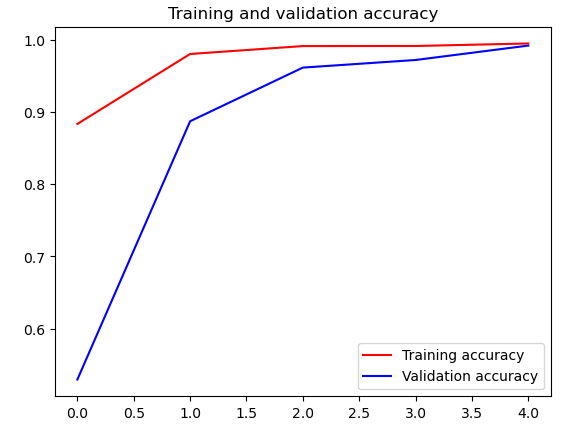 Training and validation accuracy
1.0
0.9
0.8
0.7
0.6
Training accuracy
Validation accuracy
0.0 0.5 1.0 1.5 2.0 2.5 3.0 3.5 4.0